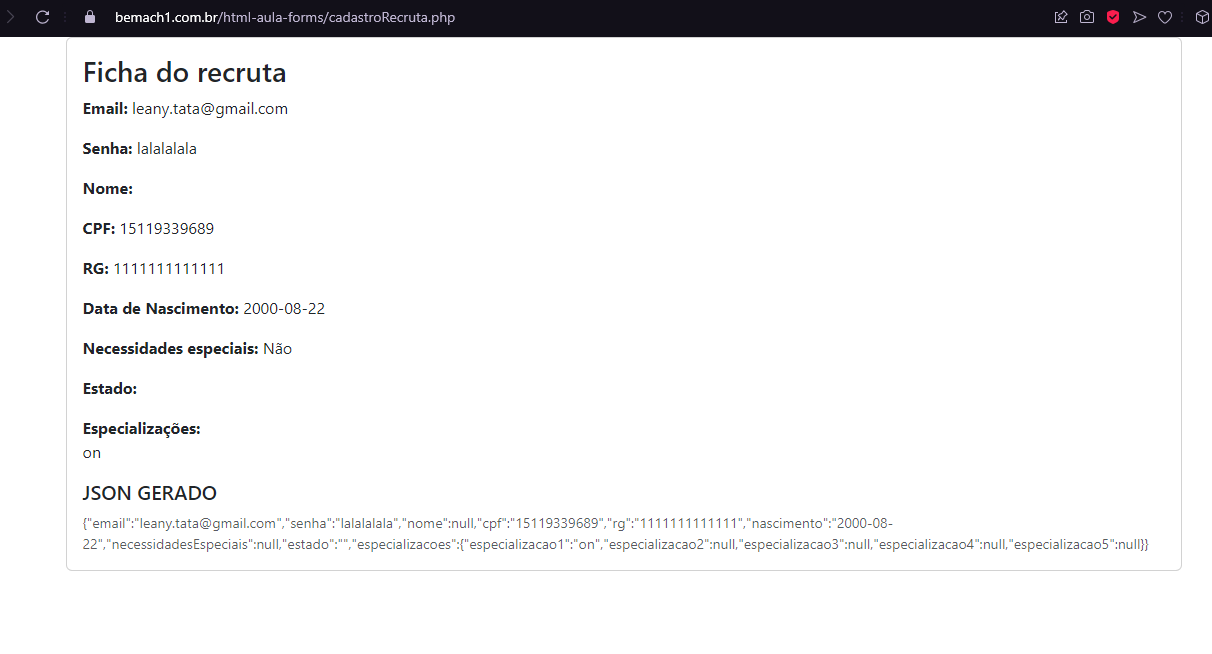 bemach1.com.br/html-aula-forms/cadastroRecruta.php
Ficha do recruta
Email: leany.tata@gmail.com
Senha: lalalalala
Nome:
CPF: 15119339689
RG: 1111111111111
Data de Nascimento: 2000-08-22
Necessidades especiais: Não
Estado:
Especializações:
on
JSON GERADO
{"email":"leany.tata@gmail.com","senha":"lalalalala","nome":null,"cpf":"15119339689","rg":"1111111111111","nascimento":"2000-08-
22","necessidadesEspeciais":null,"estado":"","especializacoes":{"especializacao1":"on","especializacao2":null,"especializacao3":null,"especializacao4":null,"especializacao5":null}}